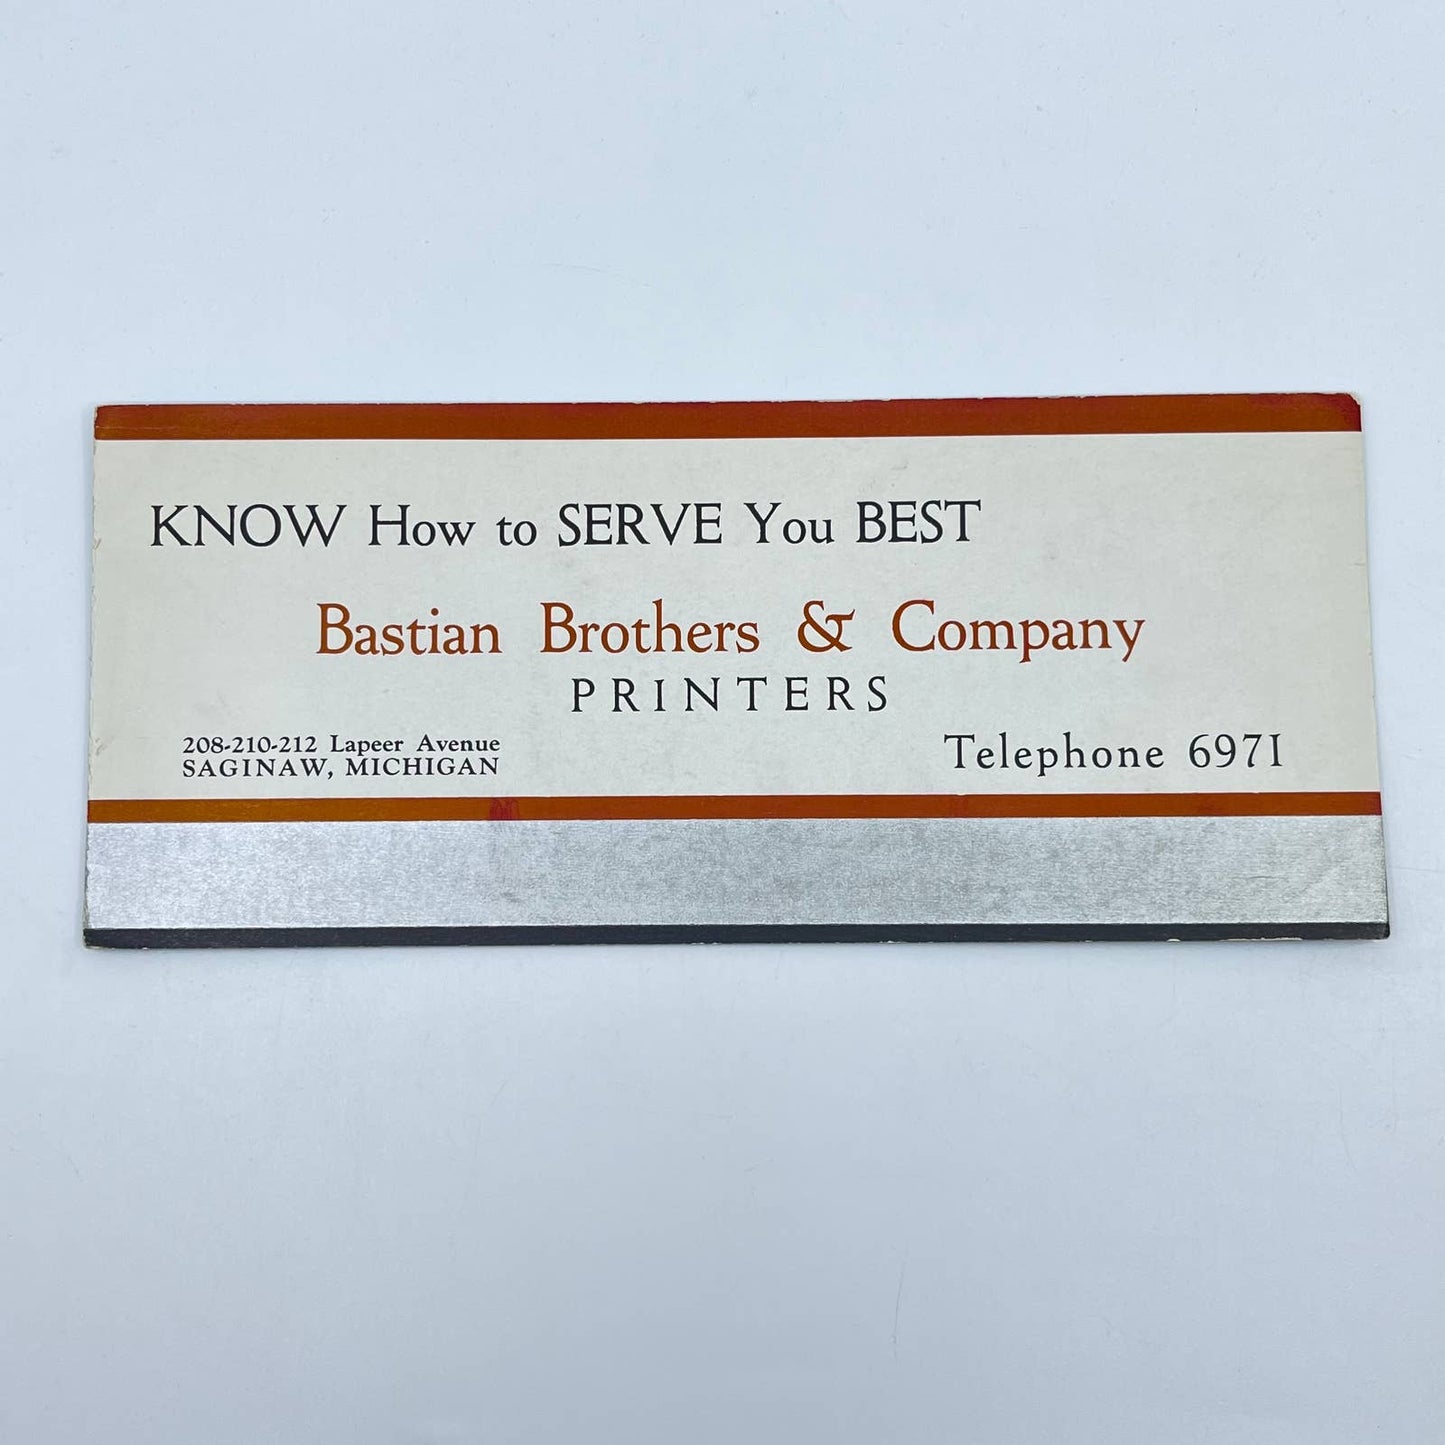 KNOW How to SERVE You BEST
Bastian Brothers & Company
PRINTERS
208-210-212 Lapeer Avenue
SAGINAW, MICHIGAN
Telephone 6971